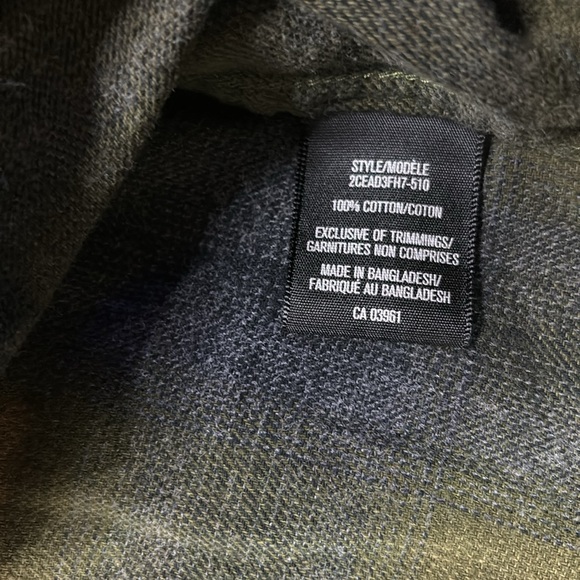 STYLE/MODÈLE
2CEAD3FH7-510
100% COTTON/COTON
EXCLUSIVE OF TRIMMINGS/
GARNITURES NON COMPRISES
MADE IN BANGLADESH/
FABRIQUÉ AU BANGLADESH
CA 03961